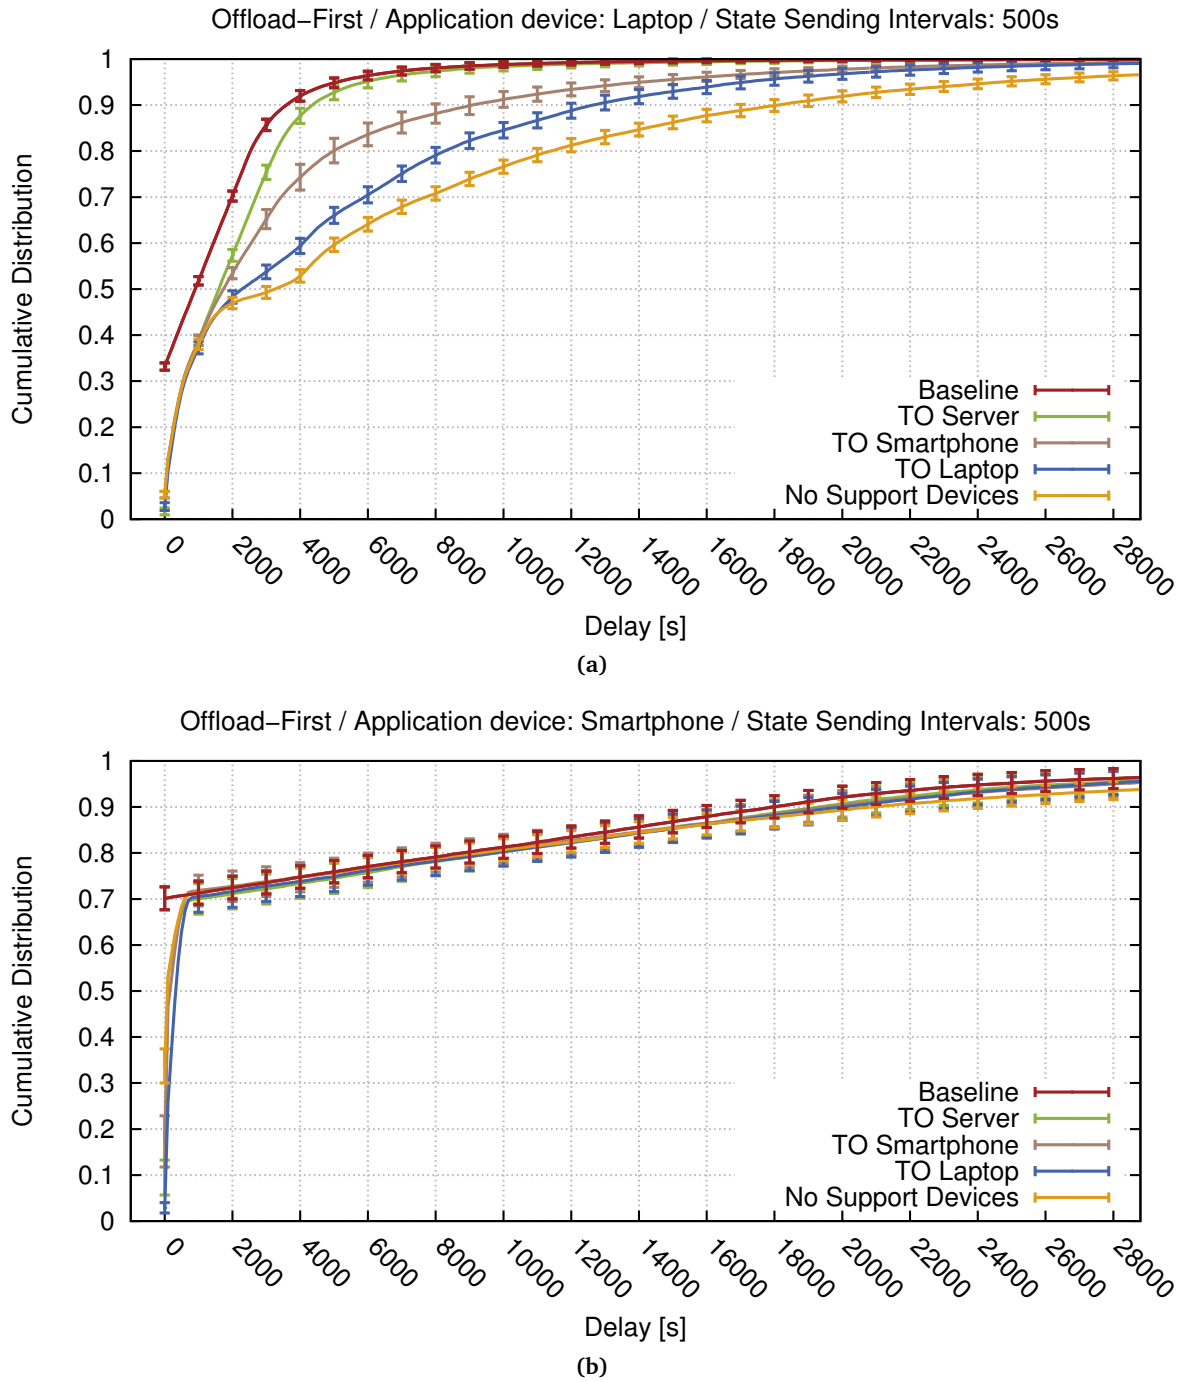 Offload−First / Application device: Laptop / State Sending Intervals: 500s
1
0.9
0.8
0.7
0.6
0.5
0.4
0.3
0.2
0.1
0
Cumulative Distribution
Baseline
TO Server
TO Smartphone
TO Laptop
No Support Devices
0 2000 4000 6000 8000 10000 12000 14000 16000 18000 20000 22000 24000 26000 28000
Delay [s]
(a)
Offload−First / Application device: Smartphone / State Sending Intervals: 500s
1
0.9
0.8
0.7
0.6
0.5
0.4
0.3
0.2
0.1
0
Cumulative Distribution
Baseline
TO Server
TO Smartphone
TO Laptop
No Support Devices
0 2000 4000 6000 8000 10000 12000 14000 16000 18000 20000 22000 24000 26000 28000
Delay [s]
(b)